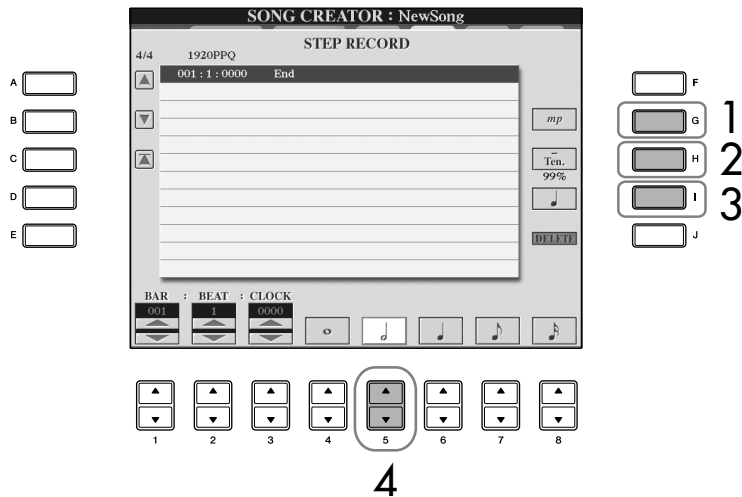 SONG CREATOR : NewSong
STEP RECORD
4/4 1920PPQ
001 : 1 : 0000 End
A
B
C
D
E
F
G 1
H 2
I 3
J
mp
Ten.
99%
DELETE
BAR : BEAT : CLOCK
001 1 0000
1 2 3 4 5 6 7 8
4